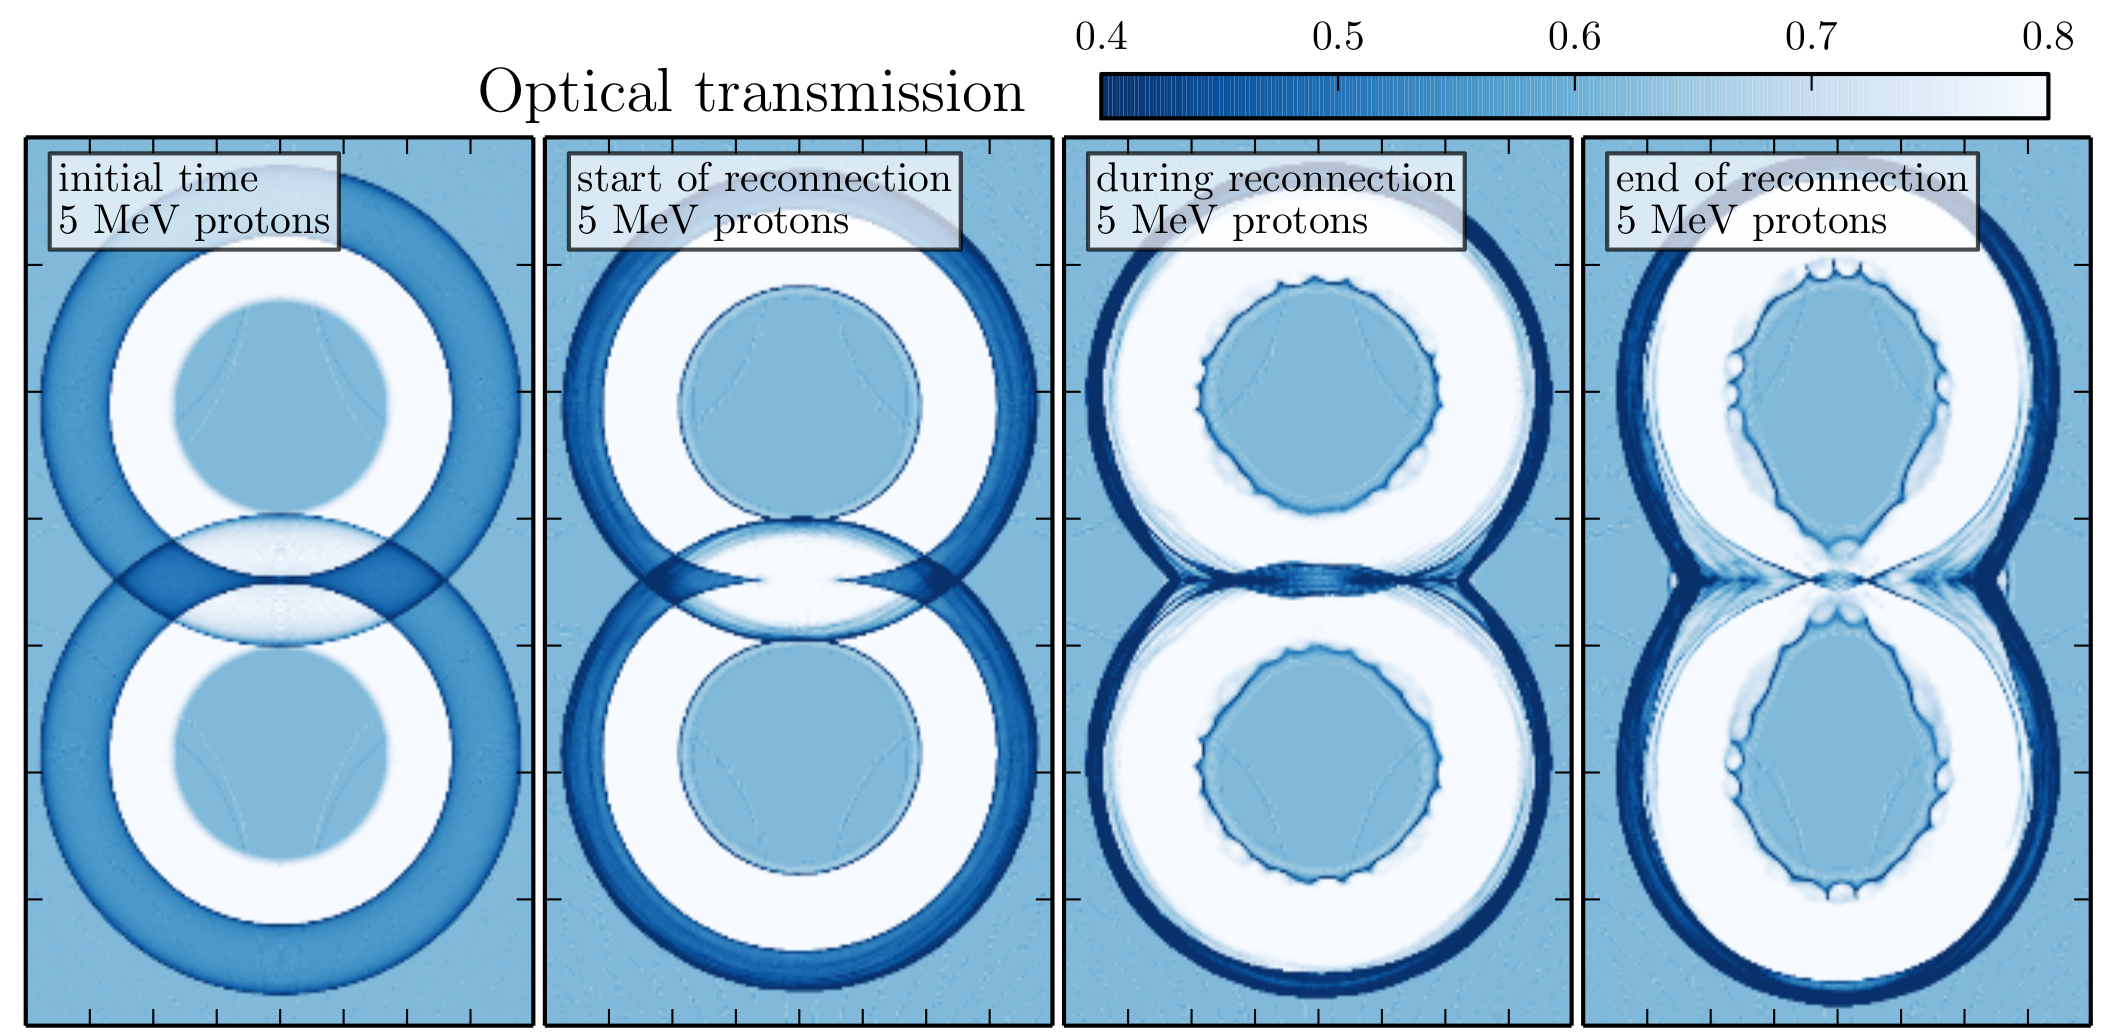 0.4 0.5 0.6 0.7 0.8
Optical transmission
initial time
5 MeV protons
start of reconnection
5 MeV protons
during reconnection
5 MeV protons
end of reconnection
5 MeV protons